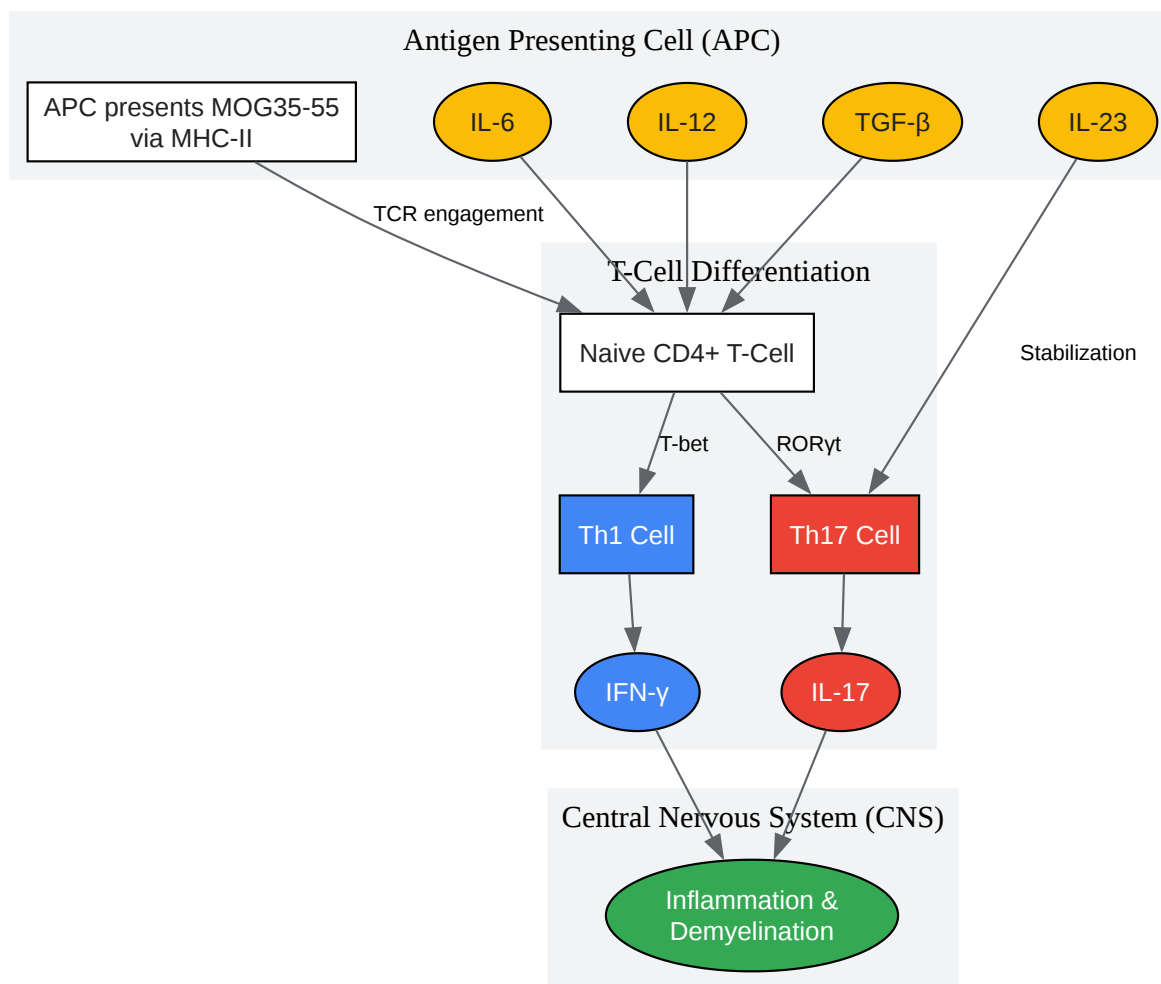 Antigen Presenting Cell (APC)
APC presents MOG35-55
via MHC-II
IL-6
IL-12
TGF-β
IL-23
TCR engagement
T-Cell Differentiation
Naive CD4+ T-Cell
Stabilization
T-bet
RORγt
Th1 Cell
Th17 Cell
IFN-γ
IL-17
Central Nervous System (CNS)
Inflammation &
Demyelination